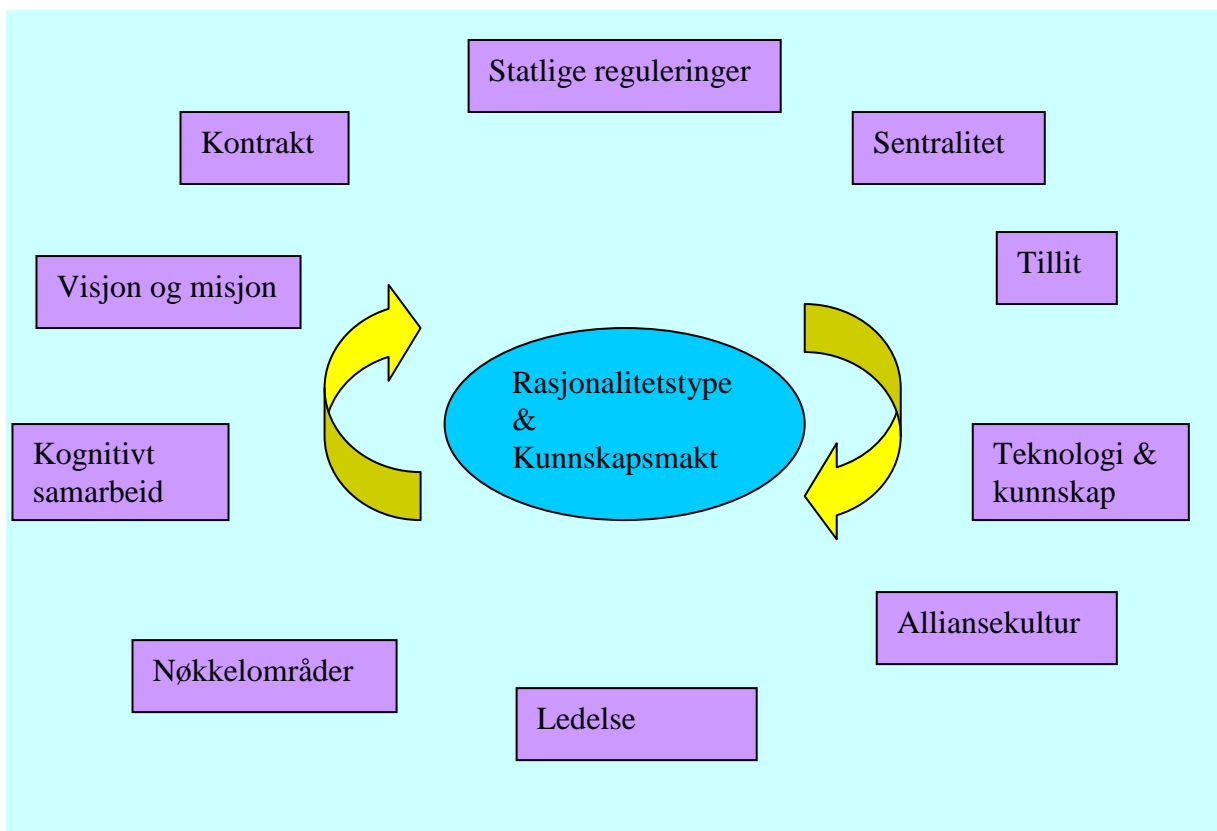 Statlige reguleringer
Kontrakt
Sentralitet
Tillit
Visjon og misjon
Rasjonalitetstype
&
Kunnskapsmakt
Kognitivt
samarbeid
Teknologi &
kunnskap
Alliansekultur
Nøkkelområder
Ledelse